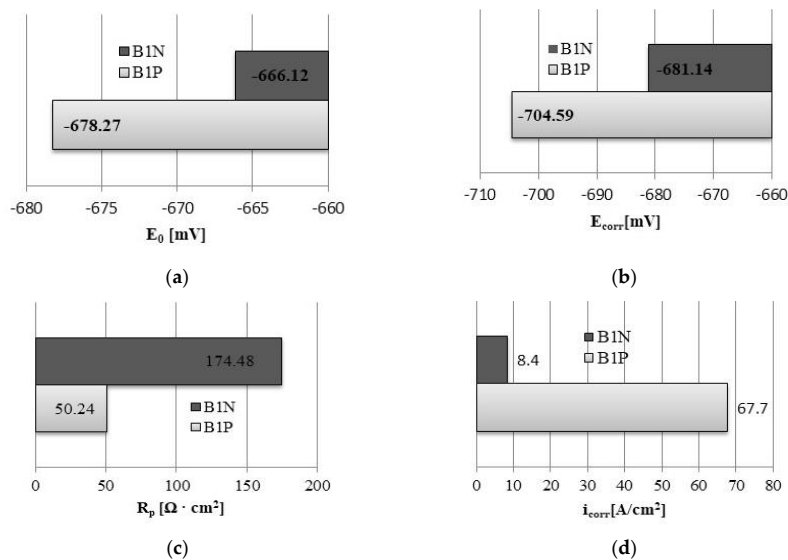 B1N
B1P
-666.12
-678.27
-680 -675 -670 -665 -660
E₀ [mV]
(a)
B1N
B1P
-681.14
-704.59
-710 -700 -690 -680 -670 -660
E_corr[mV]
(b)
174.48
50.24
B1N
B1P
0 50 100 150 200
Rₚ [Ω · cm²]
(c)
B1N
B1P
8.4
67.7
0 10 20 30 40 50 60 70 80
i_corr[A/cm²]
(d)